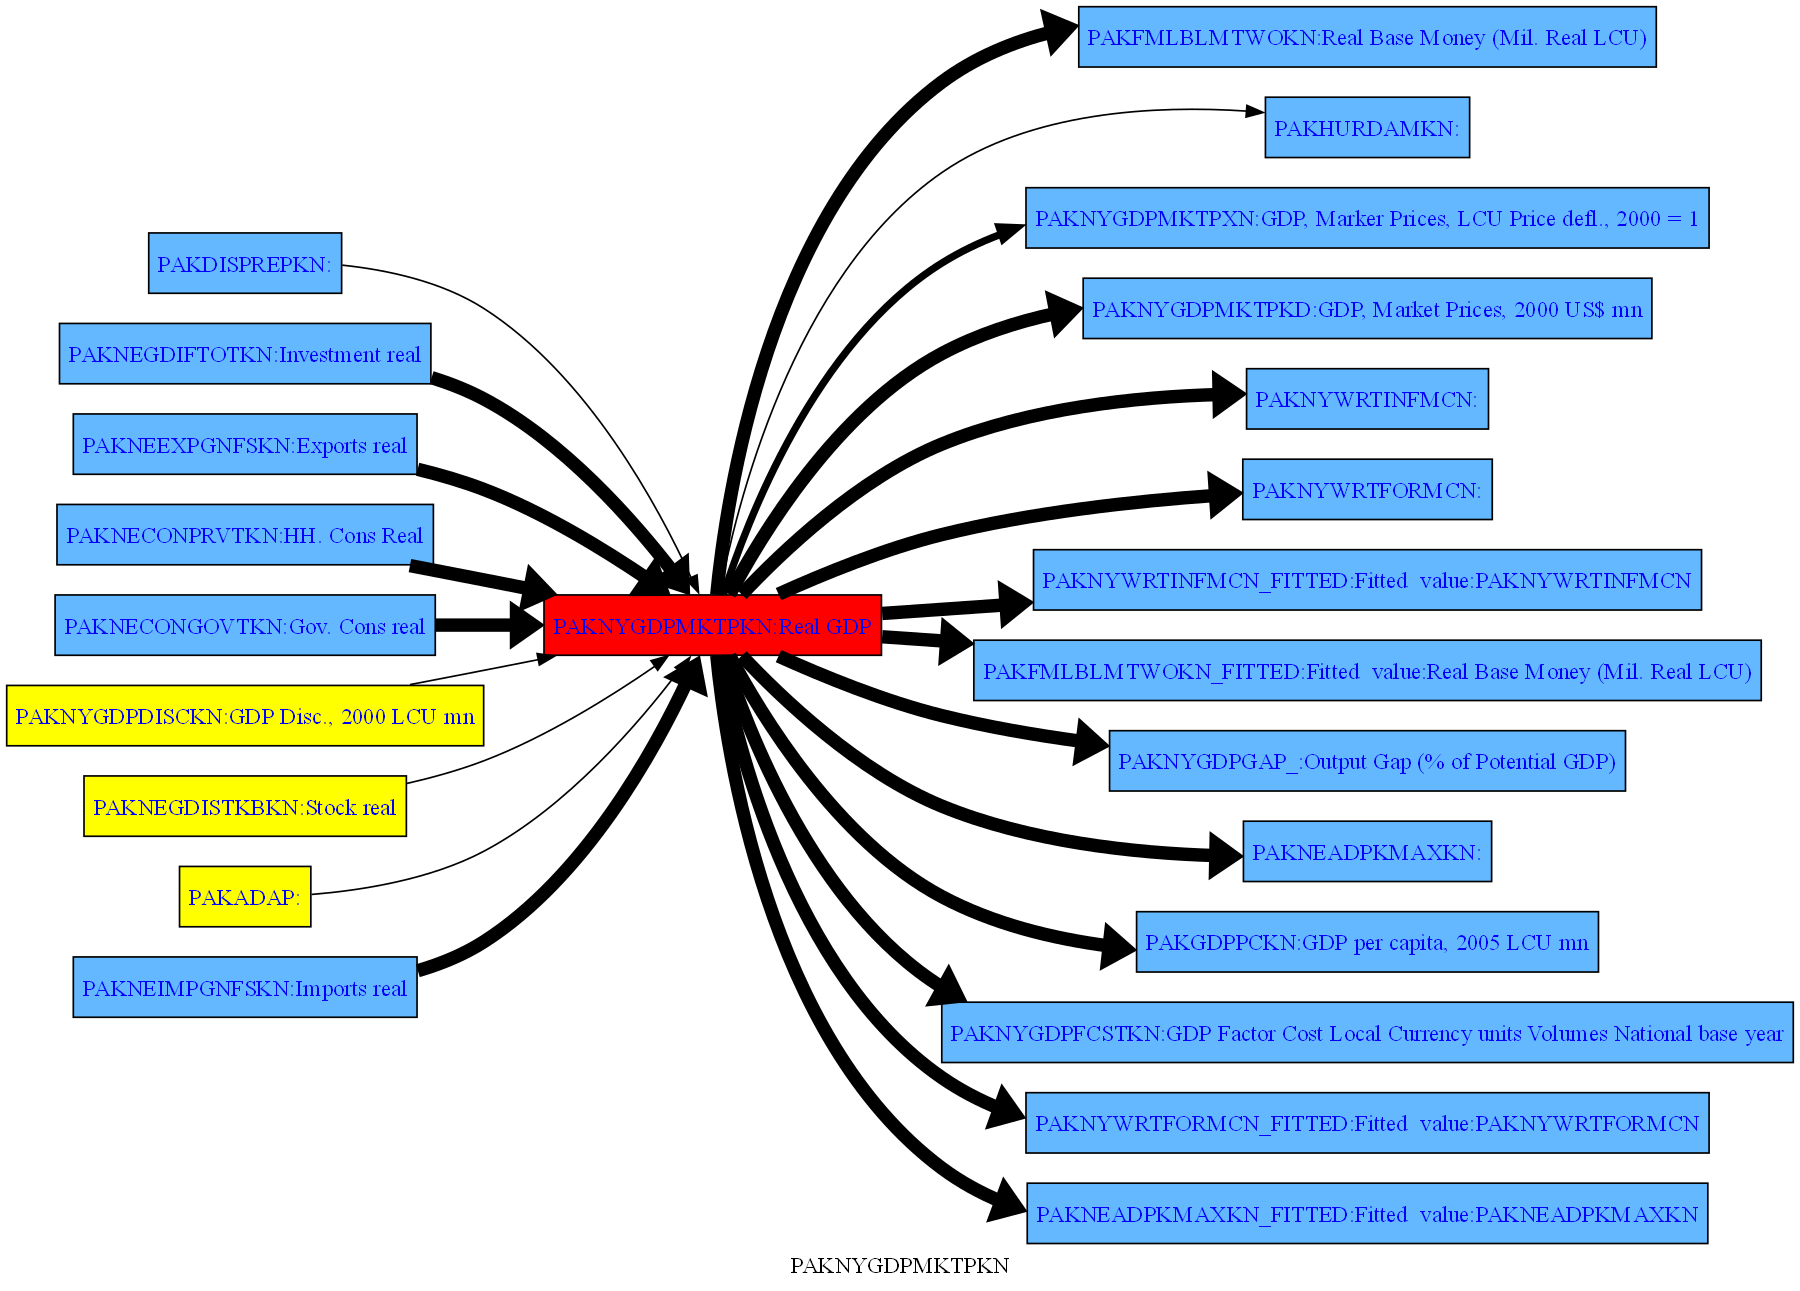 PAKDISPREPKN:
PAKNEGDIFTOTKN:Investment real
PAKNEEXPGNFSKN:Exports real
PAKNECONPRVTKN:HH. Cons Real
PAKNECONGOVTKN:Gov. Cons real
PAKNYGDPDISCKN:GDP Disc., 2000 LCU mn
PAKNEGDISTKBKN:Stock real
PAKADAP:
PAKNEIMPGNFSKN:Imports real
PAKNYGDPMKTPKN:Real GDP
PAKFMLBLMTWOKN:Real Base Money (Mil. Real LCU)
PAKHURDAMKN:
PAKNYGDPMKTPXN:GDP, Marker Prices, LCU Price defl., 2000 = 1
PAKNYGDPMKTPKD:GDP, Market Prices, 2000 US$ mn
PAKNYWRTINFMCN:
PAKNYWRTFORMCN:
PAKNYWRTINFMCN_FITTED:Fitted  value:PAKNYWRTINFMCN
PAKFMLBLMTWOKN_FITTED:Fitted  value:Real Base Money (Mil. Real LCU)
PAKNYGDPGAP_:Output Gap (% of Potential GDP)
PAKNEADPKMAXKN:
PAKGDPPCKN:GDP per capita, 2005 LCU mn
PAKNYGDPFCSTKN:GDP Factor Cost Local Currency units Volumes National base year
PAKNYWRTFORMCN_FITTED:Fitted  value:PAKNYWRTFORMCN
PAKNEADPKMAXKN_FITTED:Fitted  value:PAKNEADPKMAXKN
PAKNYGDPMKTPKN